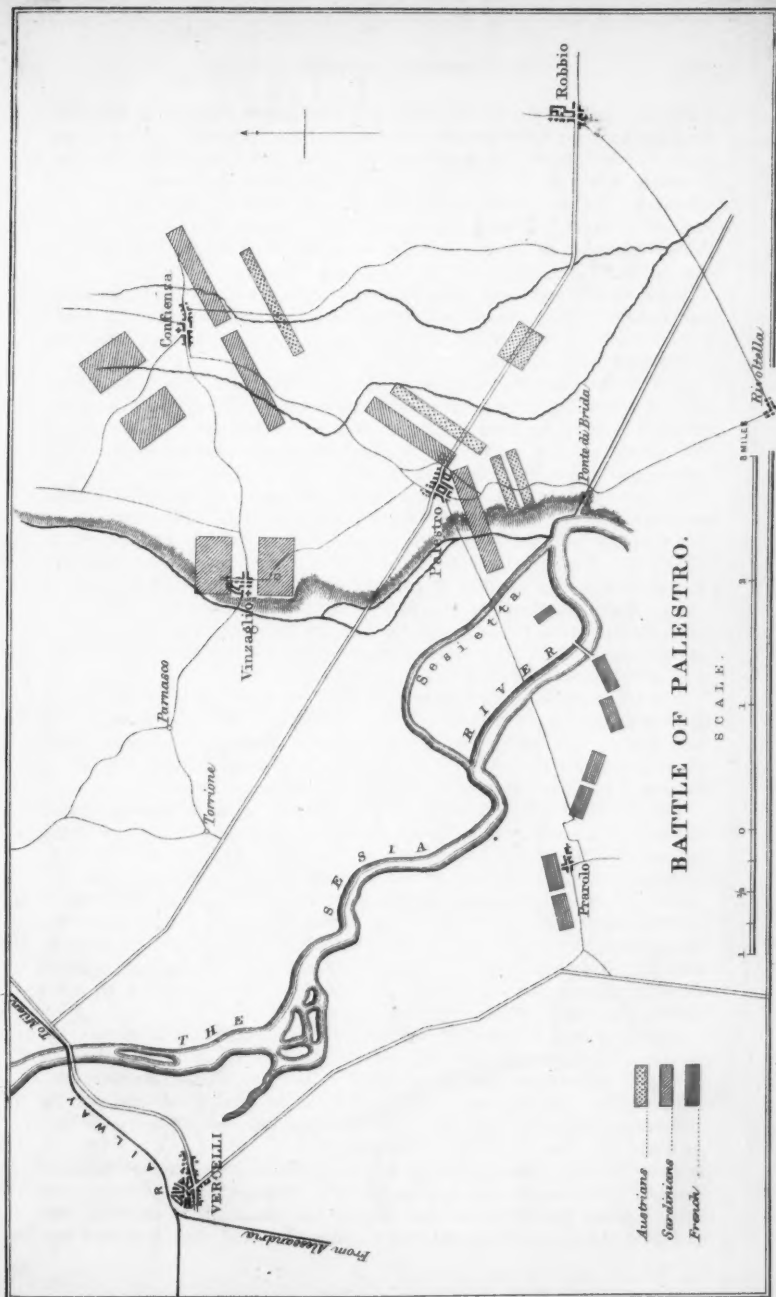 Robbio
Confienza
Rivoltella
Ponte di Brida
Palestro
Vinzaglio
Sesietta
RIVER
Parnasco
Torrione
SESIA
THE
Prarolo
To Milan
RAILWAY
VERCELLI
From Alessandria
BATTLE OF PALESTRO.
SCALE.
1 ½ 0 1 2 3 MILES
Austrians
Sardinians
French